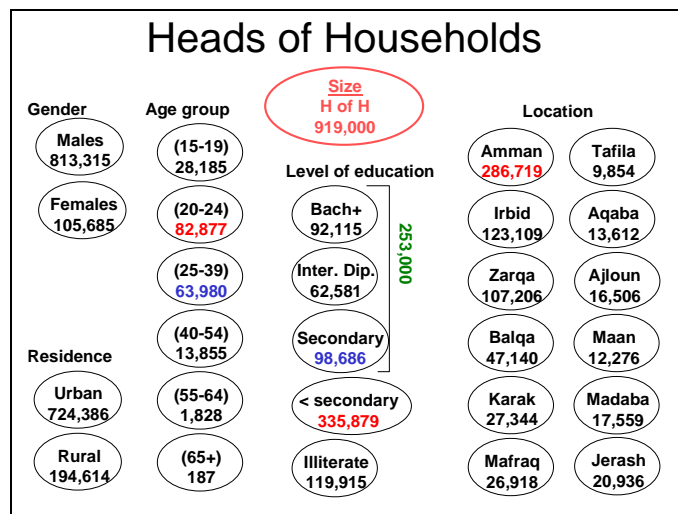 Heads of Households
Size
H of H
919,000
Gender
Males
813,315
Females
105,685
Residence
Urban
724,386
Rural
194,614
Age group
(15-19)
28,185
(20-24)
82,877
(25-39)
63,980
(40-54)
13,855
(55-64)
1,828
(65+)
187
Level of education
Bach+
92,115
Inter. Dip.
62,581
Secondary
98,686
253,000
< secondary
335,879
Illiterate
119,915
Location
Amman
286,719
Irbid
123,109
Zarqa
107,206
Balqa
47,140
Karak
27,344
Mafraq
26,918
Tafila
9,854
Aqaba
13,612
Ajloun
16,506
Maan
12,276
Madaba
17,559
Jerash
20,936